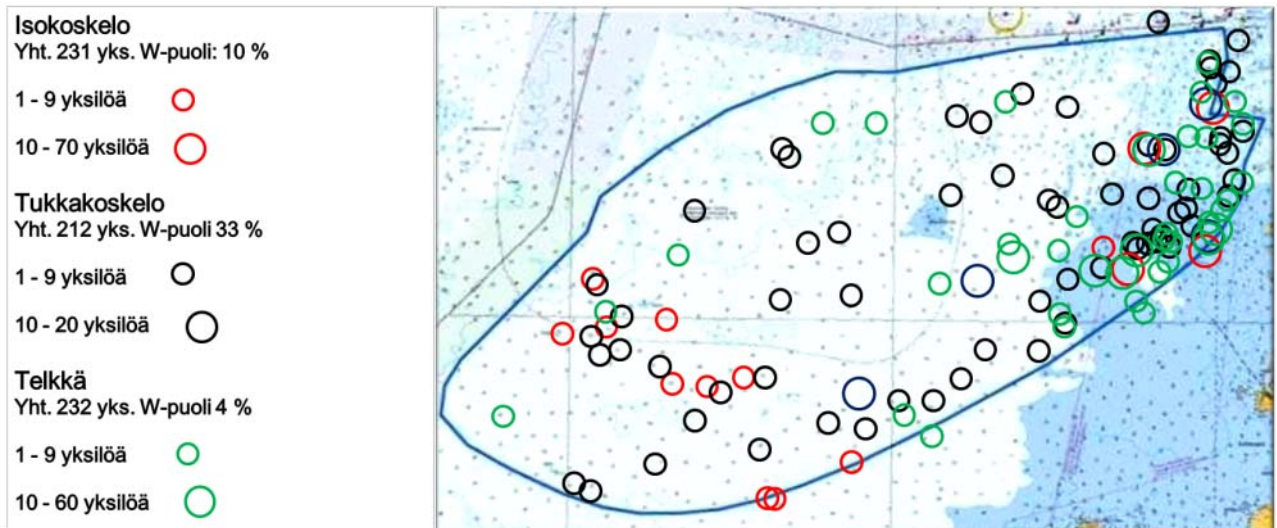 Isokoskelo
Yht. 231 yks. W-puoli: 10 %
1 - 9 yksilöä
10 - 70 yksilöä
Tukkakoskelo
Yht. 212 yks. W-puoli 33 %
1 - 9 yksilöä
10 - 20 yksilöä
Telkkä
Yht. 232 yks. W-puoli 4 %
1 - 9 yksilöä
10 - 60 yksilöä